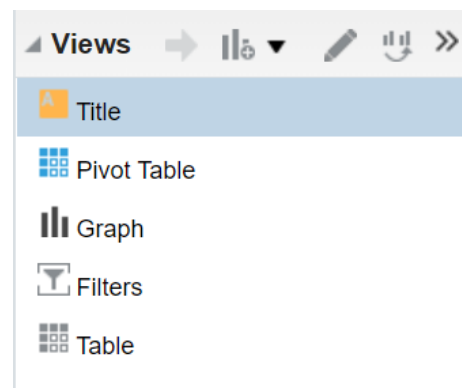 Views
Title
Pivot Table
Graph
Filters
Table